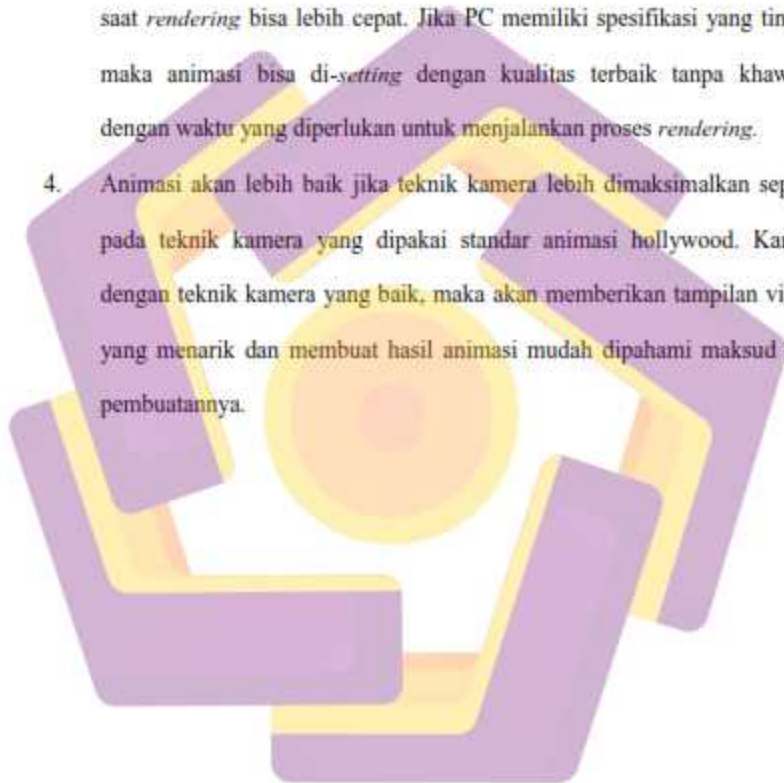 saat rendering bisa lebih cepat. Jika PC memiliki spesifikasi yang tin
maka animasi bisa di-setting dengan kualitas terbaik tanpa khaw
dengan waktu yang diperlukan untuk menjalankan proses rendering.
4. Animasi akan lebih baik jika teknik kamera lebih dimaksimalkan sep
pada teknik kamera yang dipakai standar animasi hollywood. Kar
dengan teknik kamera yang baik, maka akan memberikan tampilan vi
yang menarik dan membuat hasil animasi mudah dipahami maksud
pembuatannya.